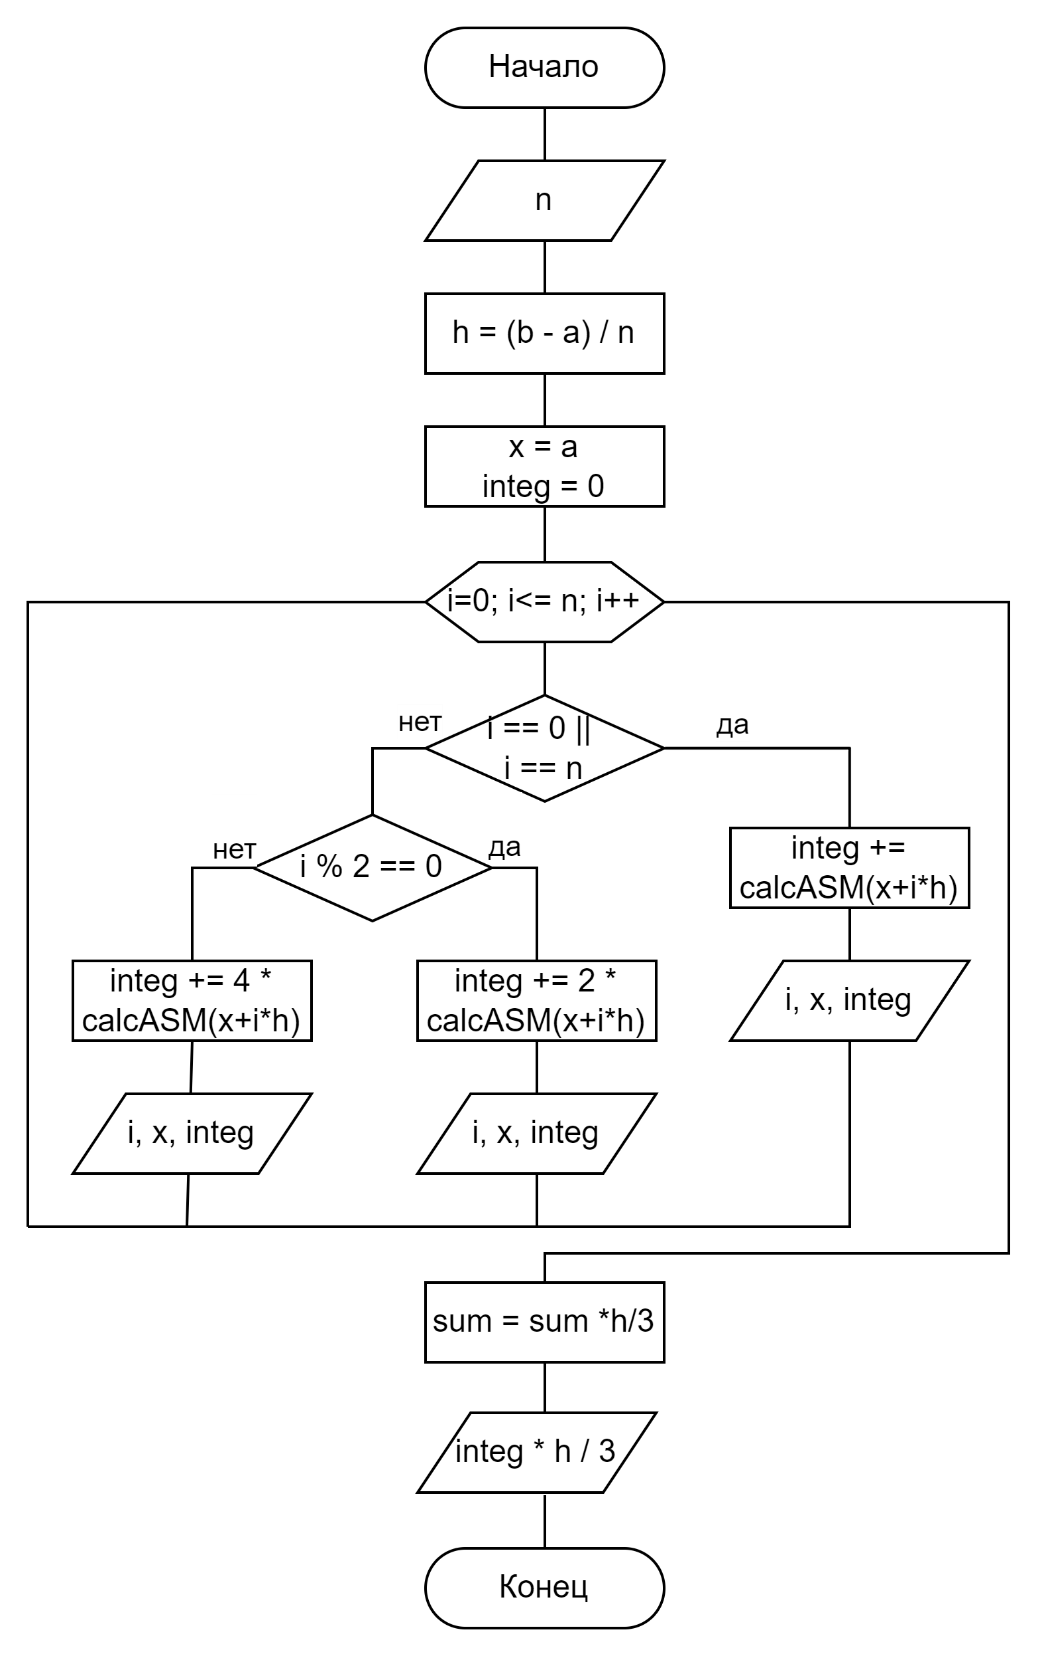 Начало
n
h = (b - a) / n
x = a
integ = 0
i=0; i<= n; i++
нет
i == 0 ||
i == n
да
нет
i % 2 == 0
да
integ +=
calcASM(x+i*h)
integ += 4 *
calcASM(x+i*h)
integ += 2 *
calcASM(x+i*h)
i, x, integ
i, x, integ
i, x, integ
sum = sum *h/3
integ * h / 3
Конец